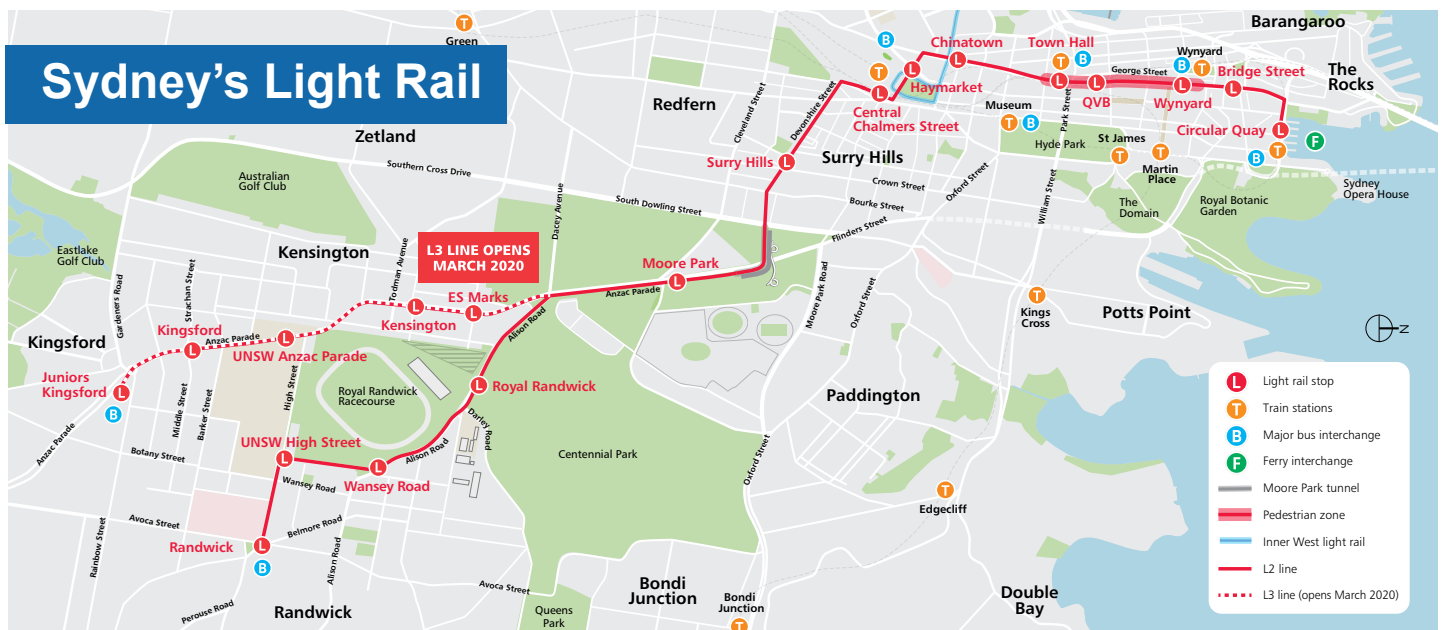 Sydney's Light Rail
T
Green
Zetland
Redfern
Surry Hills
Barangaroo
The
Rocks
Kensington
Kingsford
Randwick
Paddington
Potts Point
Bondi
Junction
Double
Bay
Australian
Golf Club
Eastlake
Golf Club
Royal Randwick
Racecourse
Centennial Park
Queens
Park
Hyde Park
The
Domain
Royal Botanic
Garden
Sydney
Opera House
L3 LINE OPENS
MARCH 2020
Circular Quay
Bridge Street
Wynyard
QVB
Town Hall
Chinatown
Haymarket
Central
Chalmers Street
Surry Hills
Moore Park
Royal Randwick
Wansey Road
UNSW High Street
Randwick
ES Marks
Kensington
UNSW Anzac Parade
Kingsford
Juniors
Kingsford
Wynyard
Museum
St James
Martin
Place
Kings
Cross
Edgecliff
Bondi
Junction
Southern Cross Drive
South Dowling Street
Dacey Avenue
Todman Avenue
Gardeners Road
Strachan Street
Anzac Parade
Anzac Parade
Anzac Parade
Middle Street
Barker Street
High Street
Botany Street
Wansey Road
Avoca Street
Belmore Road
Rainbow Street
Alison Road
Perouse Road
Avoca Street
Alison Road
Alison Road
Darley Road
Cleveland Street
Devonshire Street
Crown Street
Bourke Street
Flinders Street
Oxford Street
Oxford Street
Oxford Street
Moore Park Road
William Street
Park Street
George Street
N
L Light rail stop
T Train stations
B Major bus interchange
F Ferry interchange
Moore Park tunnel
Pedestrian zone
Inner West light rail
L2 line
L3 line (opens March 2020)